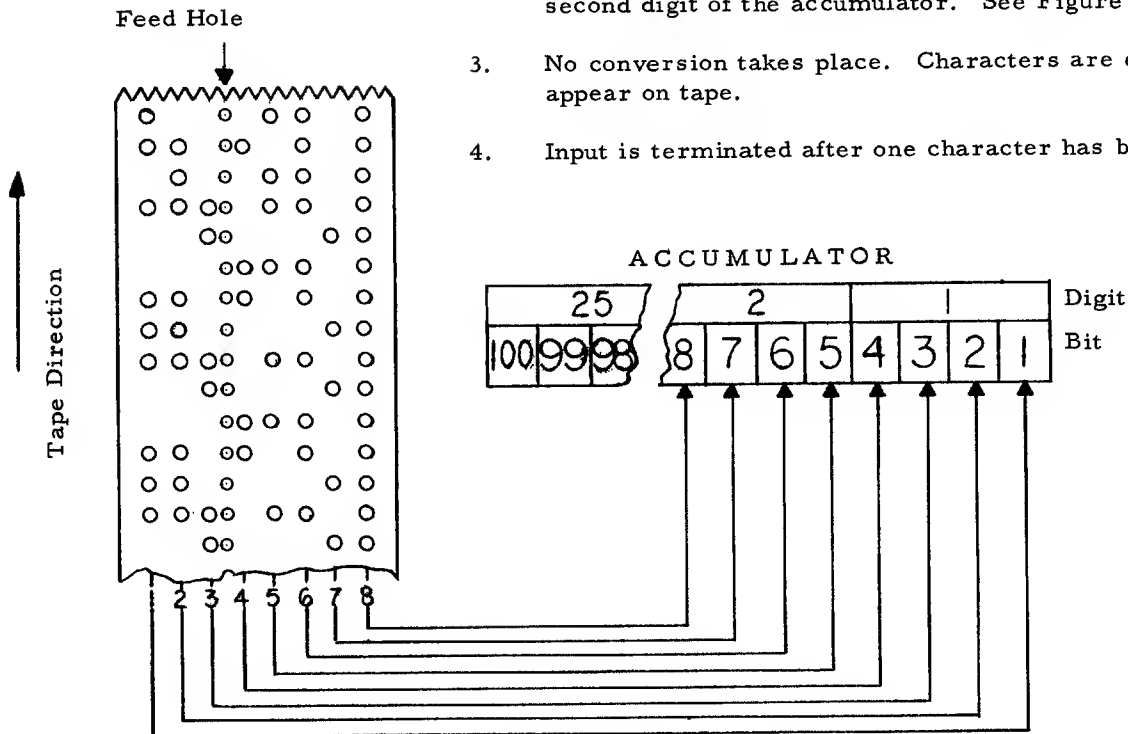 second digit of the accumulator. See Figure
Feed Hole
3. No conversion takes place. Characters are
appear on tape.
4. Input is terminated after one character has
Tape Direction
ACCUMULATOR
25 2 1 Digit
100 99 98 8 7 6 5 4 3 2 1 Bit
2 3 4 5 6 7 8